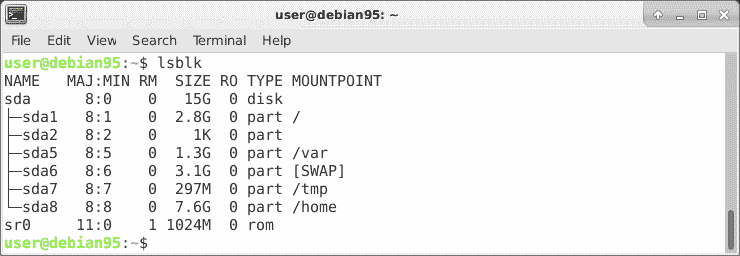 user@debian95: ~
File Edit View Search Terminal Help
user@debian95:~$ lsblk
NAME   MAJ:MIN RM  SIZE RO TYPE MOUNTPOINT
sda      8:0    0   15G  0 disk
├─sda1   8:1    0  2.8G  0 part /
├─sda2   8:2    0    1K  0 part
├─sda5   8:5    0  1.3G  0 part /var
├─sda6   8:6    0  3.1G  0 part [SWAP]
├─sda7   8:7    0  297M  0 part /tmp
└─sda8   8:8    0  7.6G  0 part /home
sr0     11:0    1 1024M  0 rom
user@debian95:~$